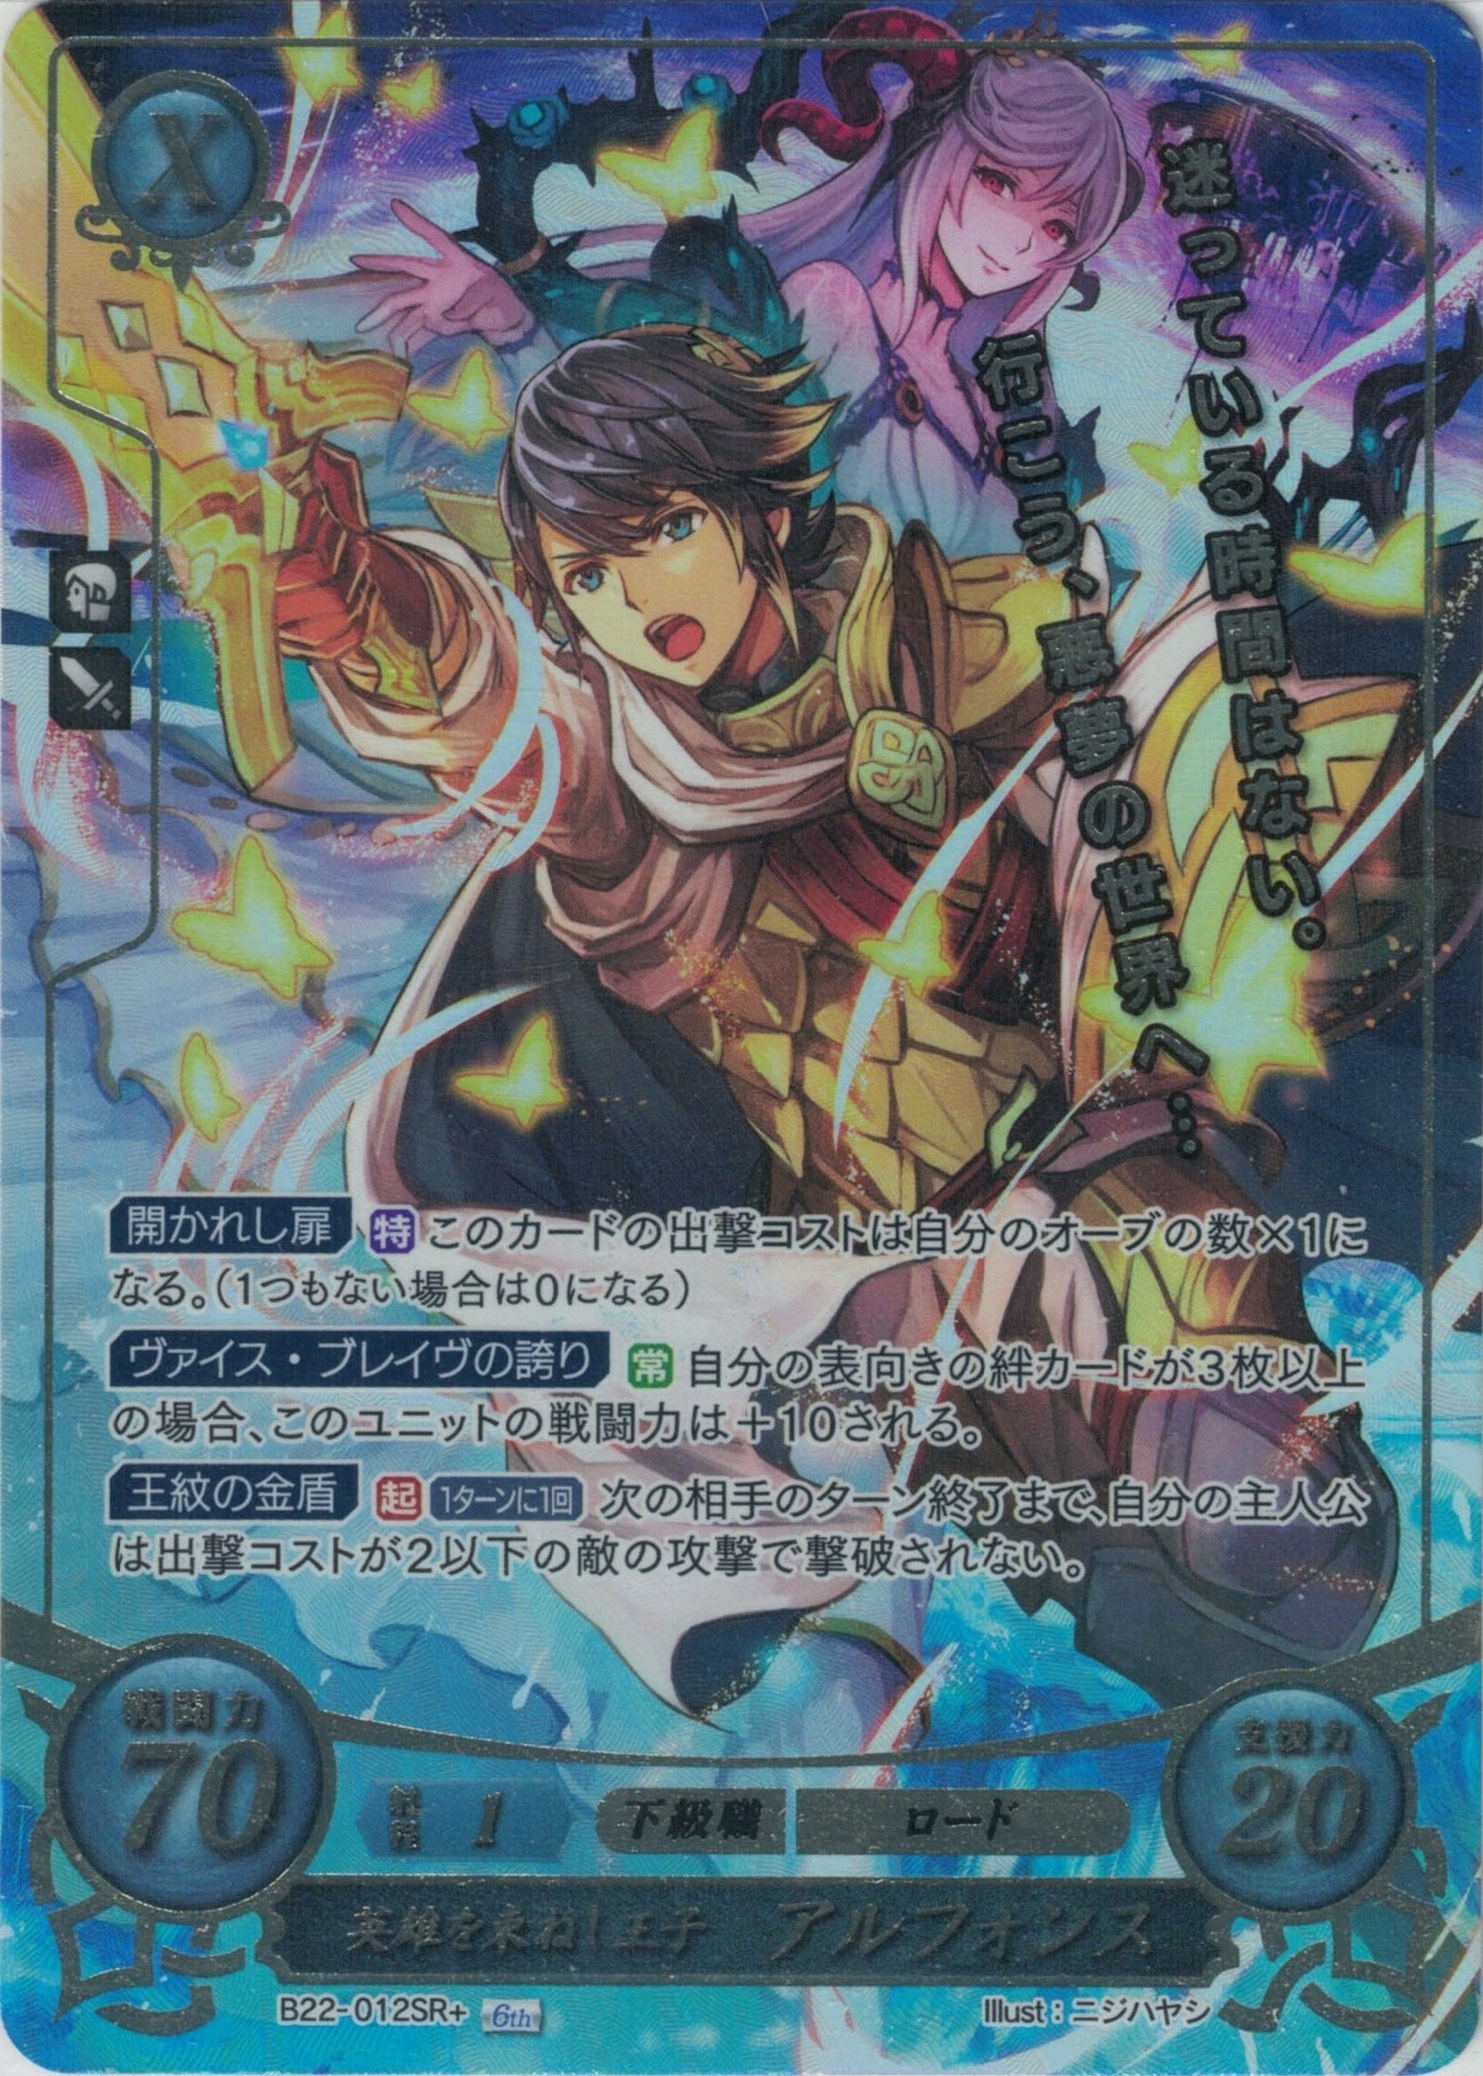 X
迷っている時間はない。
行こう、悪夢の世界へ…
開かれし扉 特 このカードの出撃コストは自分のオーブの数×1に
なる。（1つもない場合は0になる）
ヴァイス・ブレイヴの誇り 常 自分の表向きの絆カードが3枚以上
の場合、このユニットの戦闘力は＋10される。
王紋の金盾 起 1ターンに1回 次の相手のターン終了まで、自分の主人公
は出撃コストが2以下の敵の攻撃で撃破されない。
戦闘力
70
射程 1 下級職 ロード
支援力
20
英雄を束ねし王子 アルフォンス
B22-012SR+ 6th Illust：ニジハヤシ